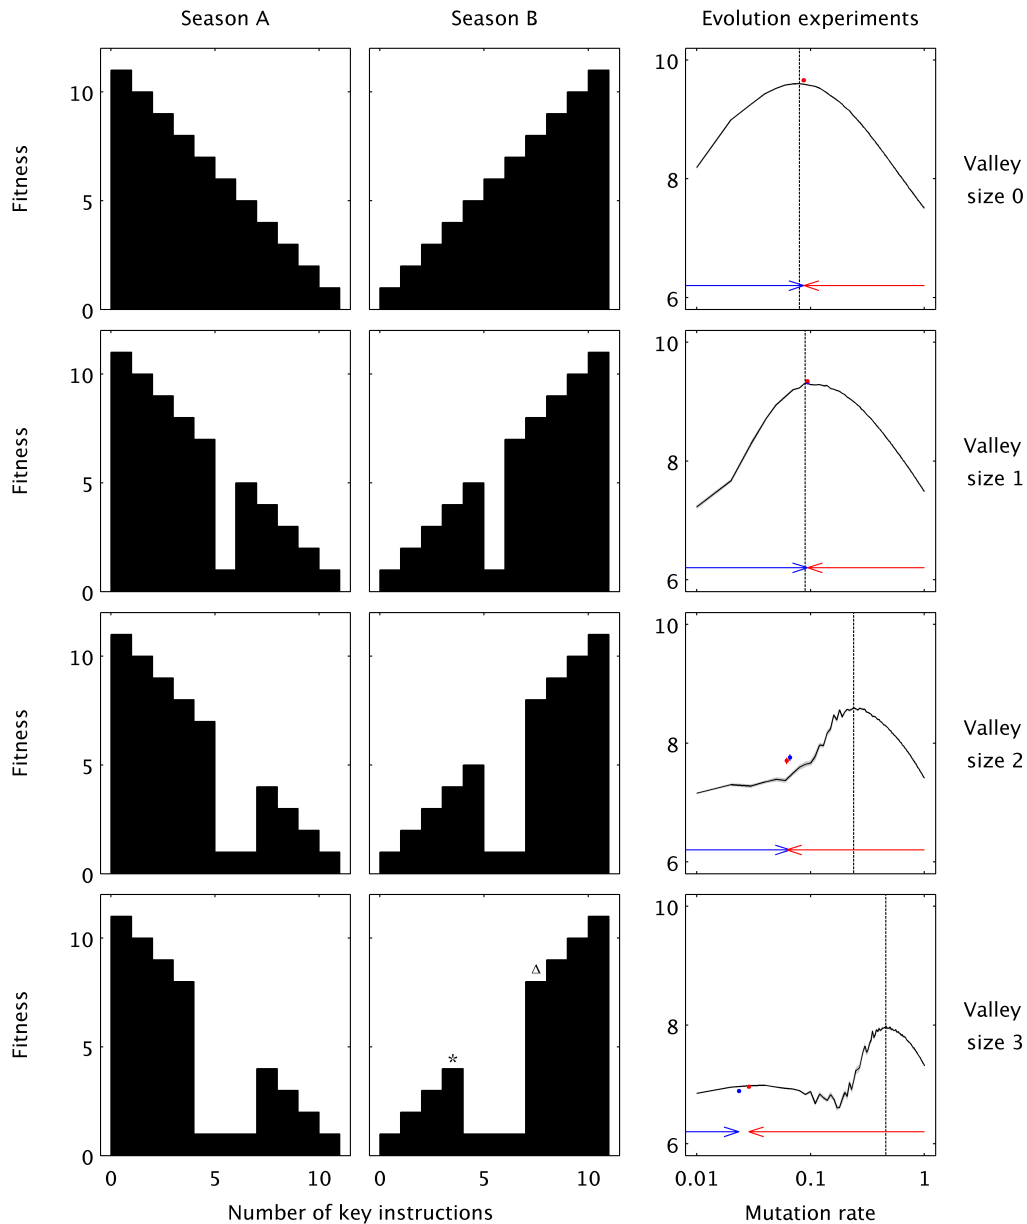 Season A
Season B
Evolution experiments
Fitness
10
5
0
10
8
6
Valley
size 0
Fitness
10
5
0
10
8
6
Valley
size 1
Fitness
10
5
0
10
8
6
Valley
size 2
Fitness
10
5
0
*
Δ
10
8
6
Valley
size 3
0 5 10
0 5 10
0.01 0.1 1
Number of key instructions
Mutation rate